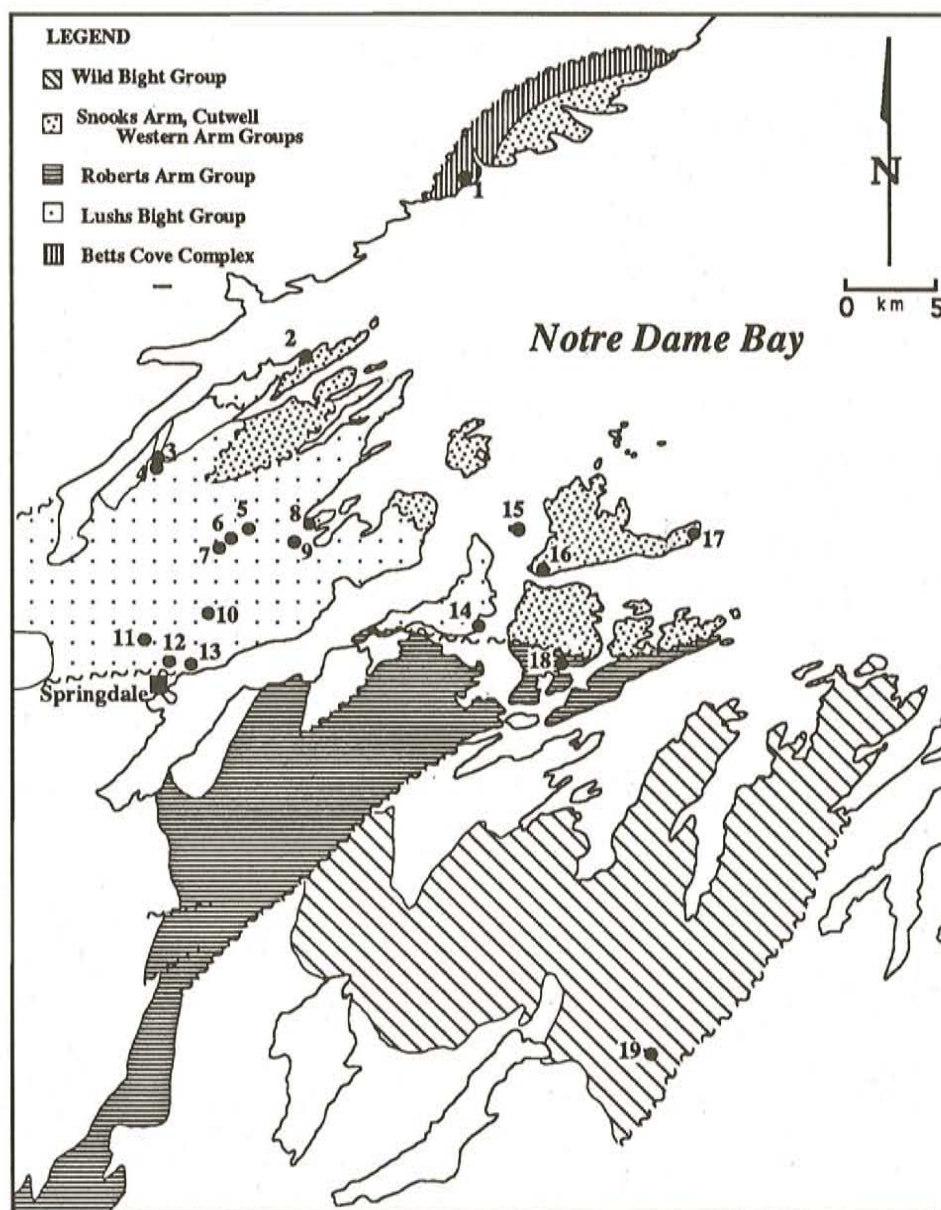 LEGEND
Wild Bight Group
Snooks Arm, Cutwell
Western Arm Groups
Roberts Arm Group
Lushs Bight Group
Betts Cove Complex
N
0 km 5
Notre Dame Bay
1
2
3
4
5
6
7
8
9
10
11
12
13
14
15
16
17
18
19
Springdale